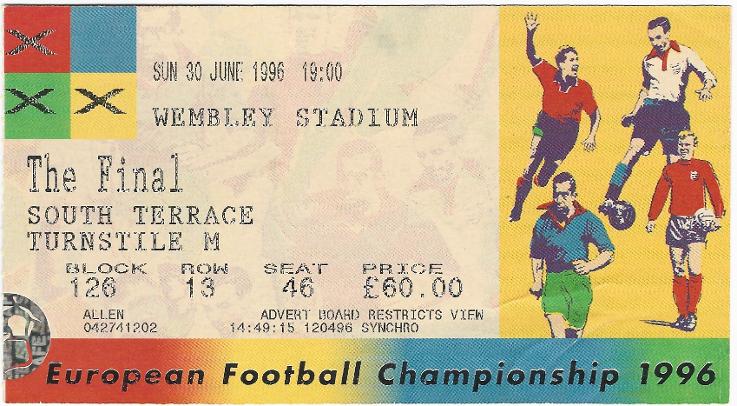 SUN 30 JUNE 1996 19:00
WEMBLEY STADIUM
The Final
SOUTH TERRACE
TURNSTILE M
BLOCK ROW SEAT PRICE
126 13 46 £60.00
ALLEN ADVERT BOARD RESTRICTS VIEW
042741202 14:49:15 120496 SYNCHRO
European Football Championship 1996